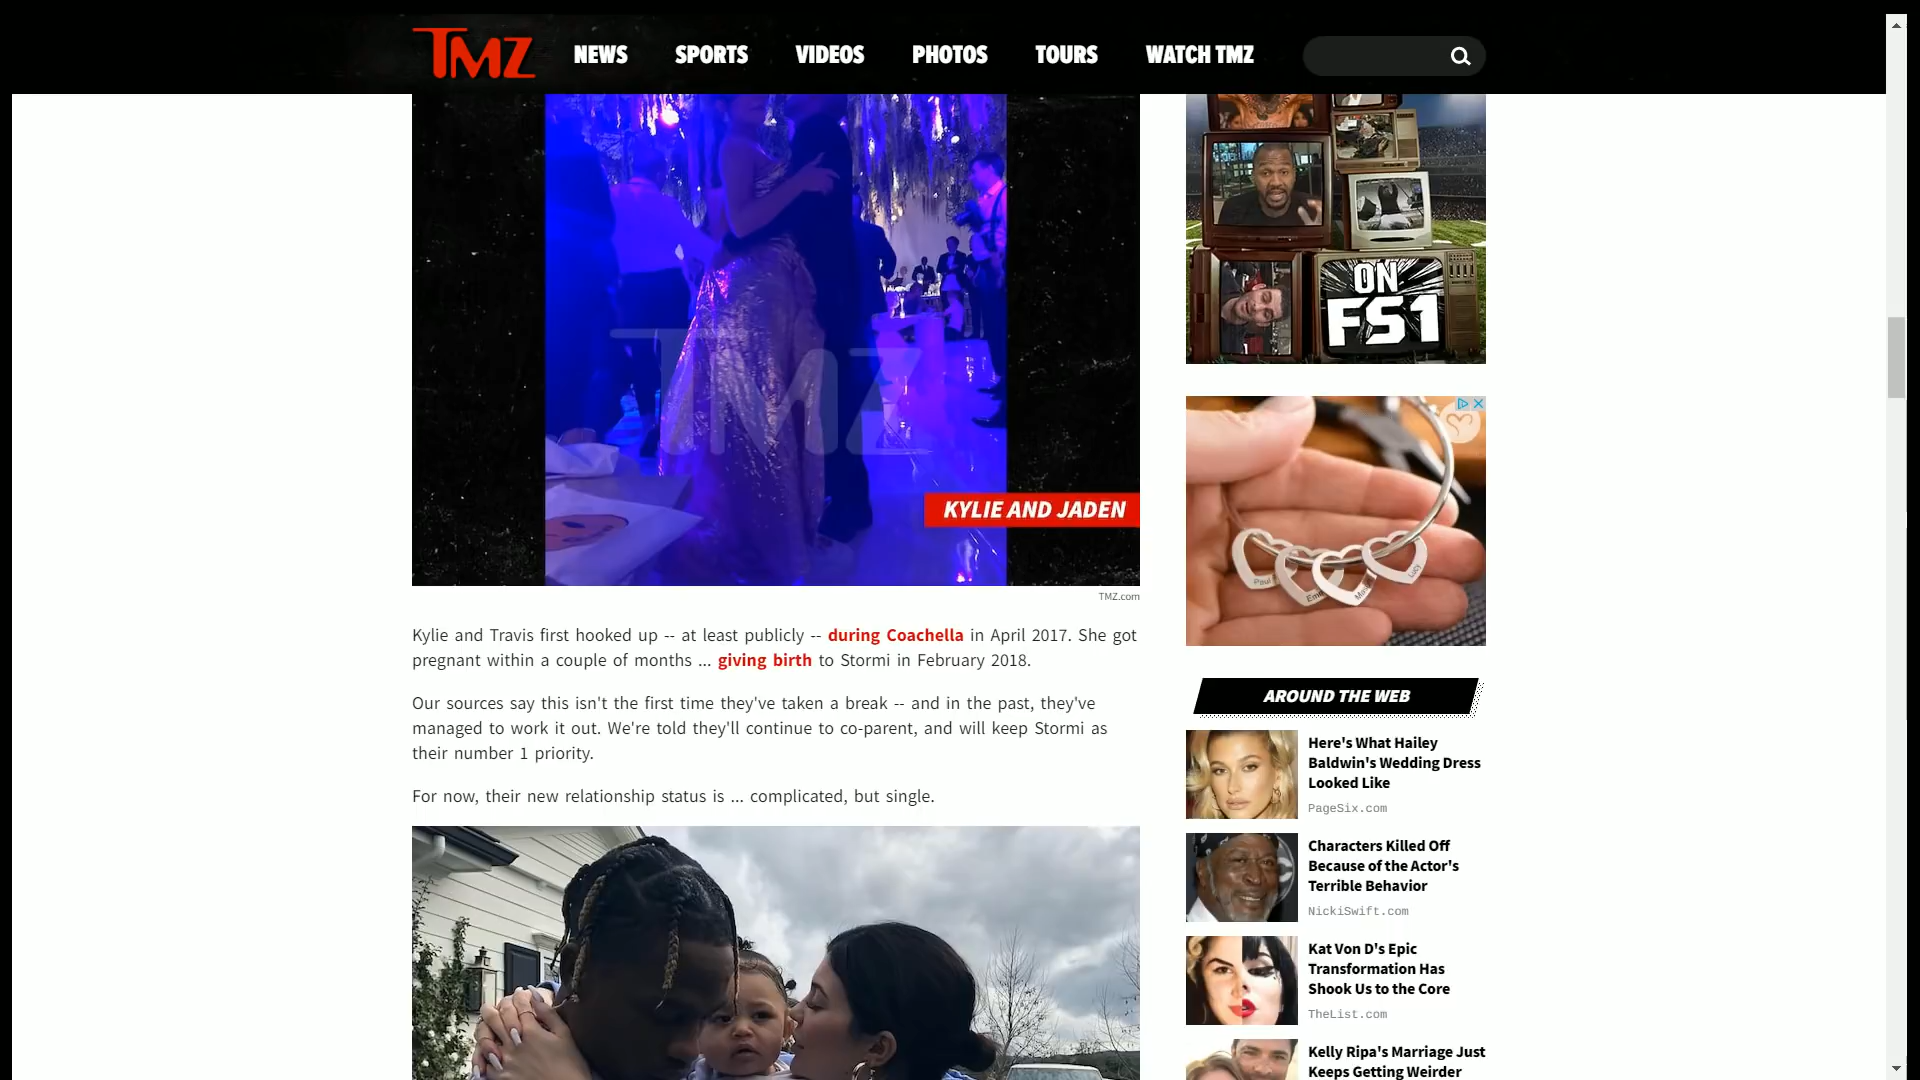 TMZ
NEWS
SPORTS
VIDEOS
PHOTOS
TOURS
WATCH TMZ
TMZ
KYLIE AND JADEN
TMZ.com
Kylie and Travis first hooked up -- at least publicly -- during Coachella in April 2017. She got
pregnant within a couple of months ... giving birth to Stormi in February 2018.
Our sources say this isn't the first time they've taken a break -- and in the past, they've
managed to work it out. We're told they'll continue to co-parent, and will keep Stormi as
their number 1 priority.
For now, their new relationship status is ... complicated, but single.
ON
FS1
Paul
Lucy
AROUND THE WEB
Here's What Hailey
Baldwin's Wedding Dress
Looked Like
PageSix.com
Characters Killed Off
Because of the Actor's
Terrible Behavior
NickiSwift.com
Kat Von D's Epic
Transformation Has
Shook Us to the Core
TheList.com
Kelly Ripa's Marriage Just
Keeps Getting Weirder